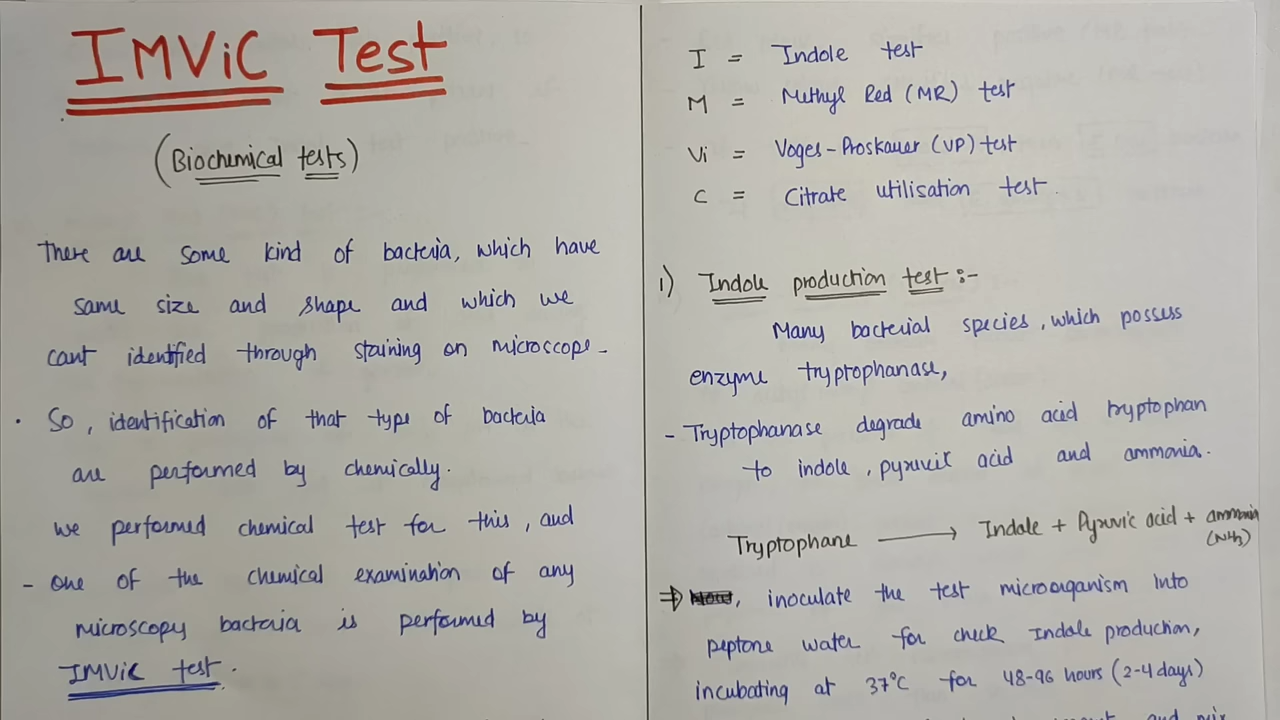 IMViC Test
(Biochemical tests)
There are some kind of bacteria, which have
same size and shape and which we
cant identified through staining on microscope-
· So, identification of that type of bacteria
are performed by chemically.
we performed chemical test for this, and
- One of the chemical examination of any
microscopy bacteria is performed by
IMViC test.
I = Indole test
M = Methyl Red (MR) test
Vi = Voges-Proskauer (VP) test
C = Citrate utilisation test
1) Indole production test :-
Many bacterial species, which possess
enzyme tryptophanase,
- Tryptophanase degrade amino acid tryptophan
to indole, pyruvic acid and ammonia.
Tryptophane ⟶ Indale + Pyruvic acid + ammonia
(NH3)
⇒ , inoculate the test microorganism into
peptone water for check Indole production,
incubating at 37°C for 48-96 hours (2-4 days)
and mix